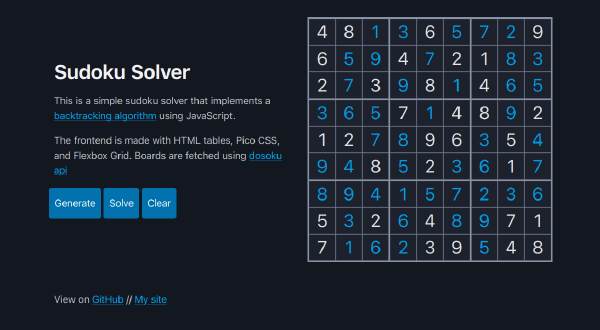 Sudoku Solver
This is a simple sudoku solver that implements a
backtracking algorithm using JavaScript.
The frontend is made with HTML tables, Pico CSS,
and Flexbox Grid. Boards are fetched using dosoku
api
Generate Solve Clear
View on GitHub // My site
4 8 1 3 6 5 7 2 9
6 5 9 4 7 2 1 8 3
2 7 3 9 8 1 4 6 5
3 6 5 7 1 4 8 9 2
1 2 7 8 9 6 3 5 4
9 4 8 5 2 3 6 1 7
8 9 4 1 5 7 2 3 6
5 3 2 6 4 8 9 7 1
7 1 6 2 3 9 5 4 8